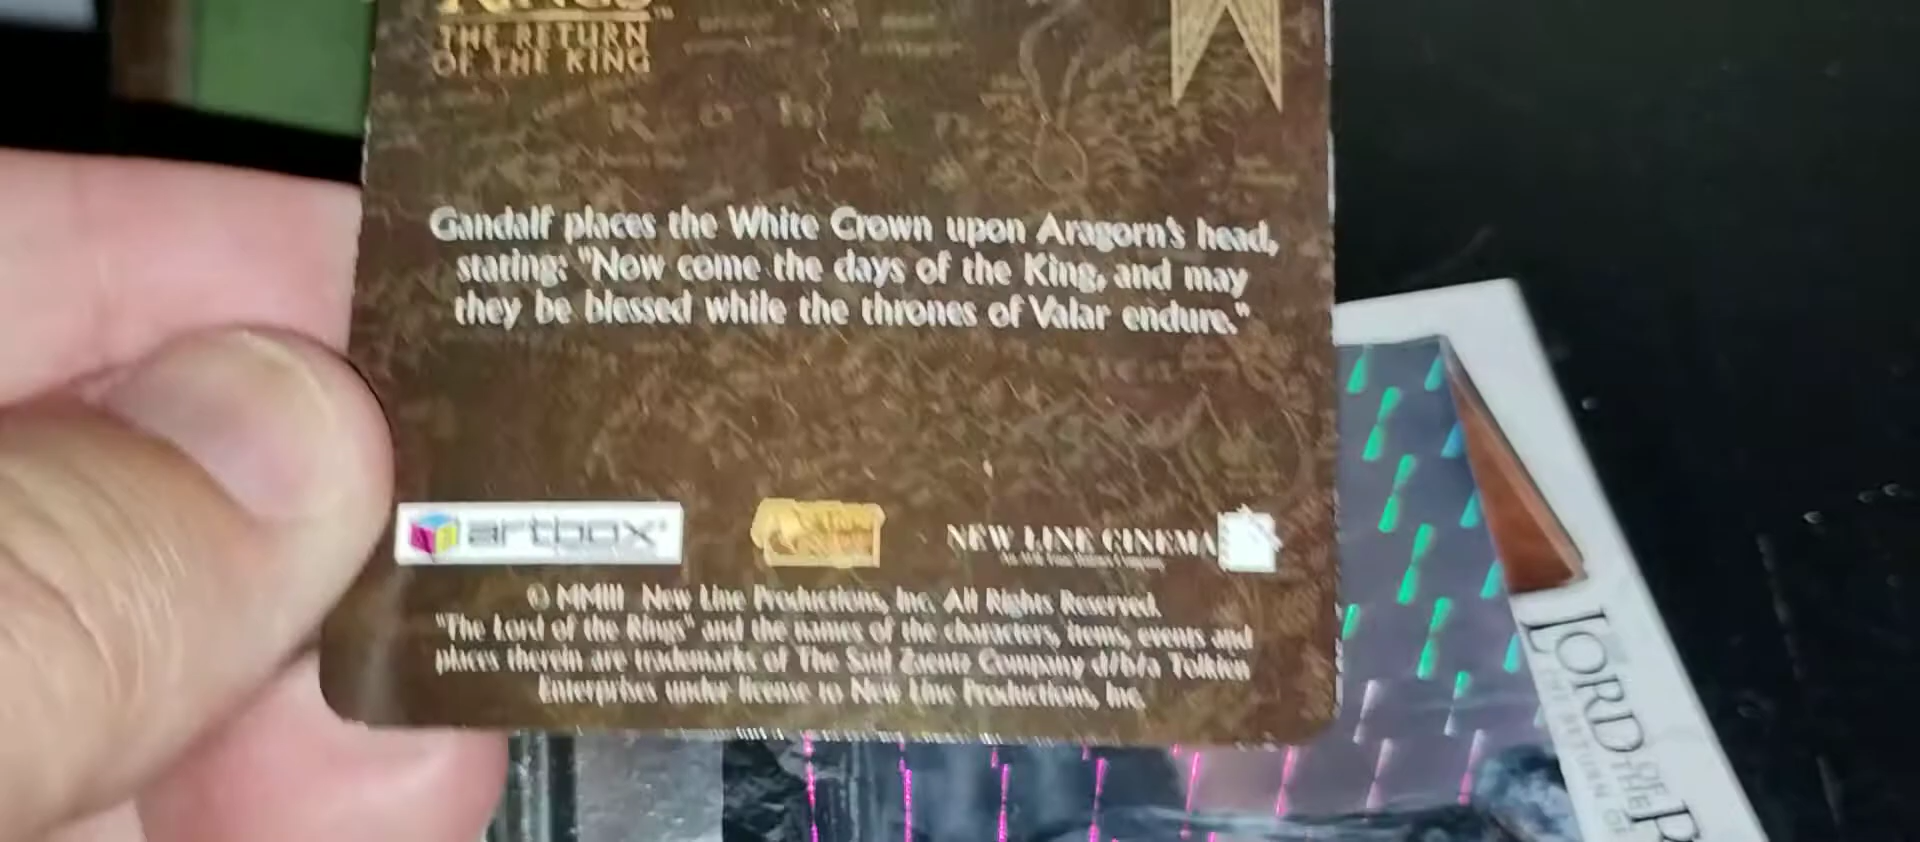 THE RETURN
OF THE KING
Gandalf places the White Crown upon Aragorn's head,
stating: "Now come the days of the King, and may
they be blessed while the thrones of Valar endure."
artbox
NEW LINE CINEMA
© MMIII New Line Productions, Inc. All Rights Reserved.
"The Lord of the Rings" and the names of the characters, items, events and
places therein are trademarks of The Saul Zaentz Company d/b/a Tolkien
Enterprises under license to New Line Productions, Inc.
LORD OF THE
THE RETURN OF